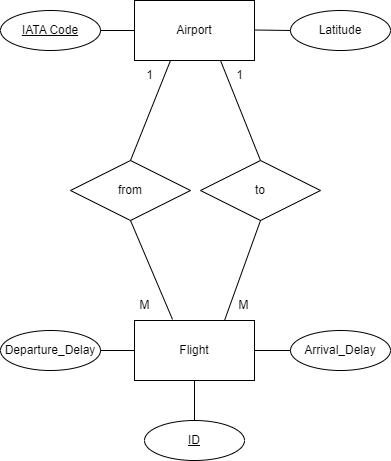 IATA Code
Airport
Latitude
1
1
from
to
M
M
Departure_Delay
Flight
Arrival_Delay
ID